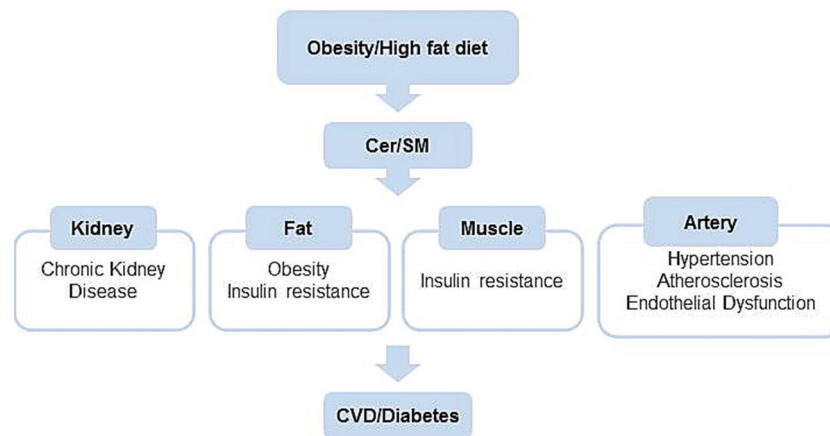 Obesity/High fat diet
Cer/SM
Kidney
Chronic Kidney
Disease
Fat
Obesity
Insulin resistance
Muscle
Insulin resistance
Artery
Hypertension
Atherosclerosis
Endothelial Dysfunction
CVD/Diabetes